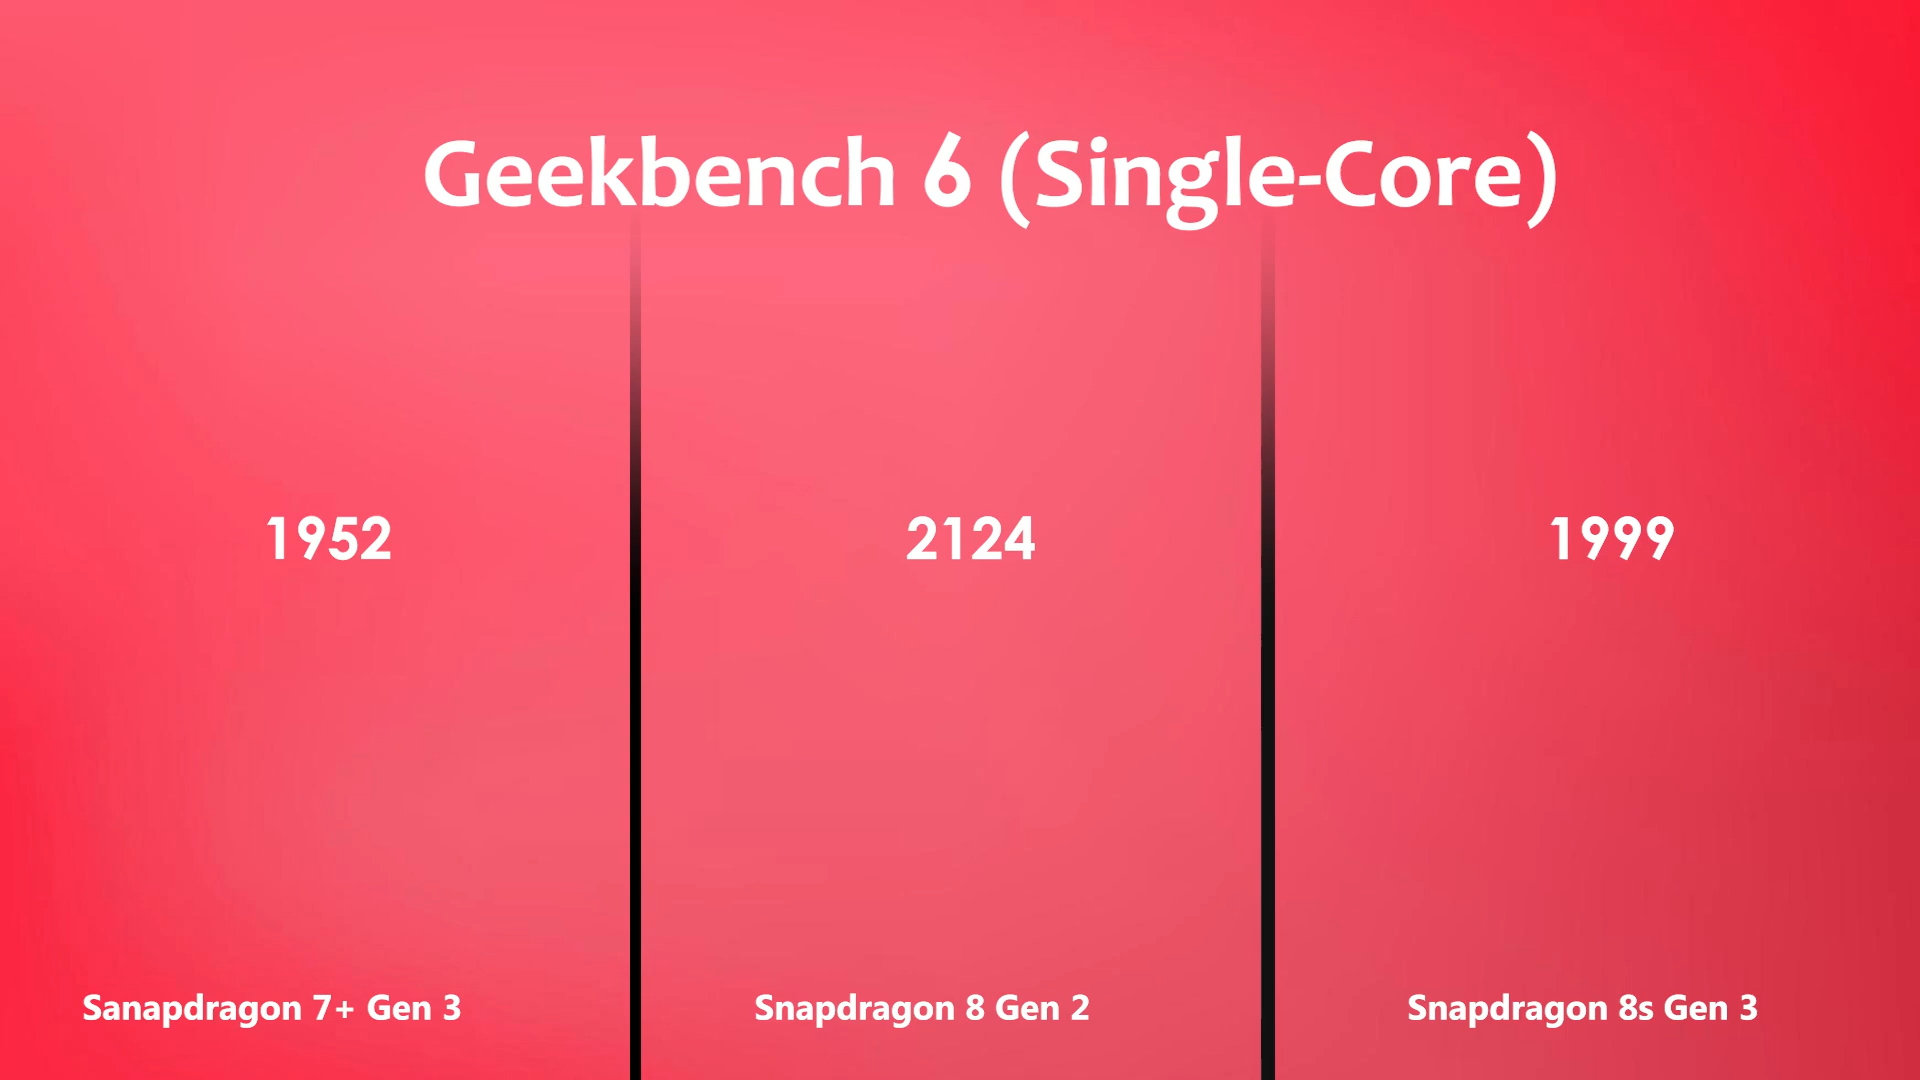 Geekbench 6 (Single-Core)
1952
2124
1999
Sanapdragon 7+ Gen 3
Snapdragon 8 Gen 2
Snapdragon 8s Gen 3